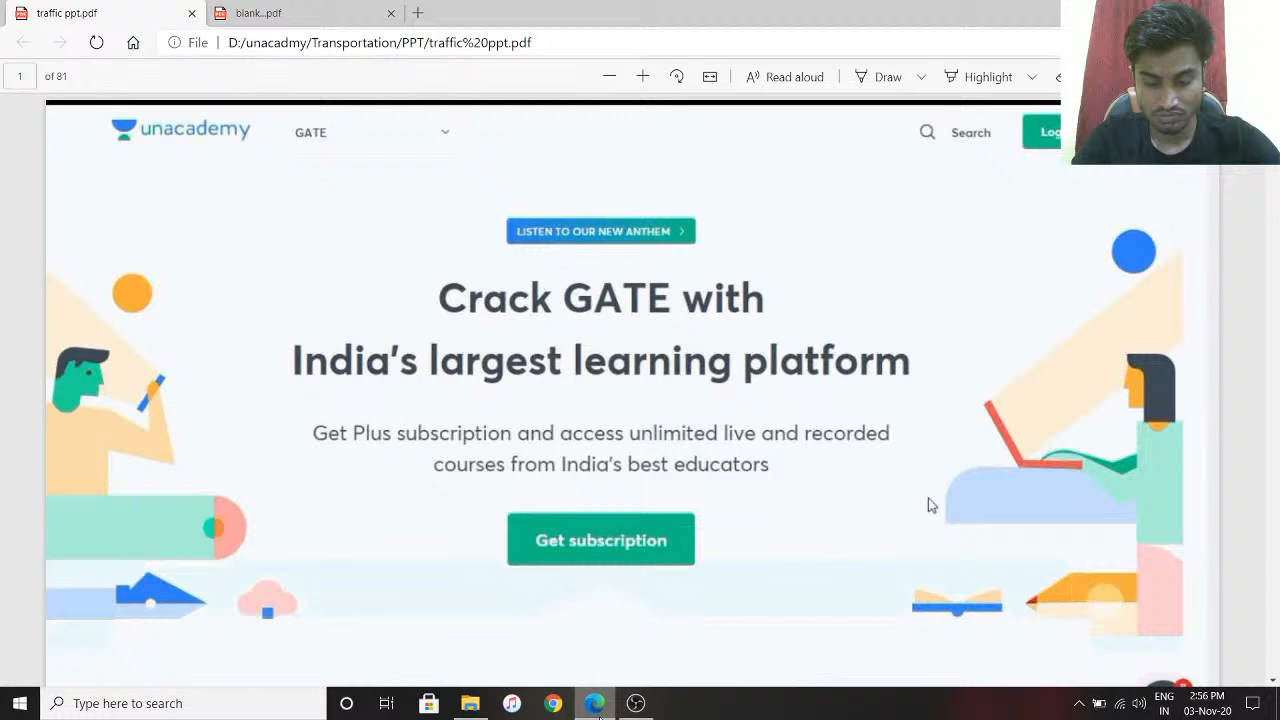 traffic ppt.pdf
blank..pdf
File D:/unacadmy/Transportation/PPT/traffic%20ppt.pdf
1 of 81
Read aloud
Draw
Highlight
unacademy
GATE
Search
Log
LISTEN TO OUR NEW ANTHEM
Crack GATE with
India's largest learning platform
Get Plus subscription and access unlimited live and recorded
courses from India's best educators
Get subscription
Type here to search
ENG
IN
2:56 PM
03-Nov-20